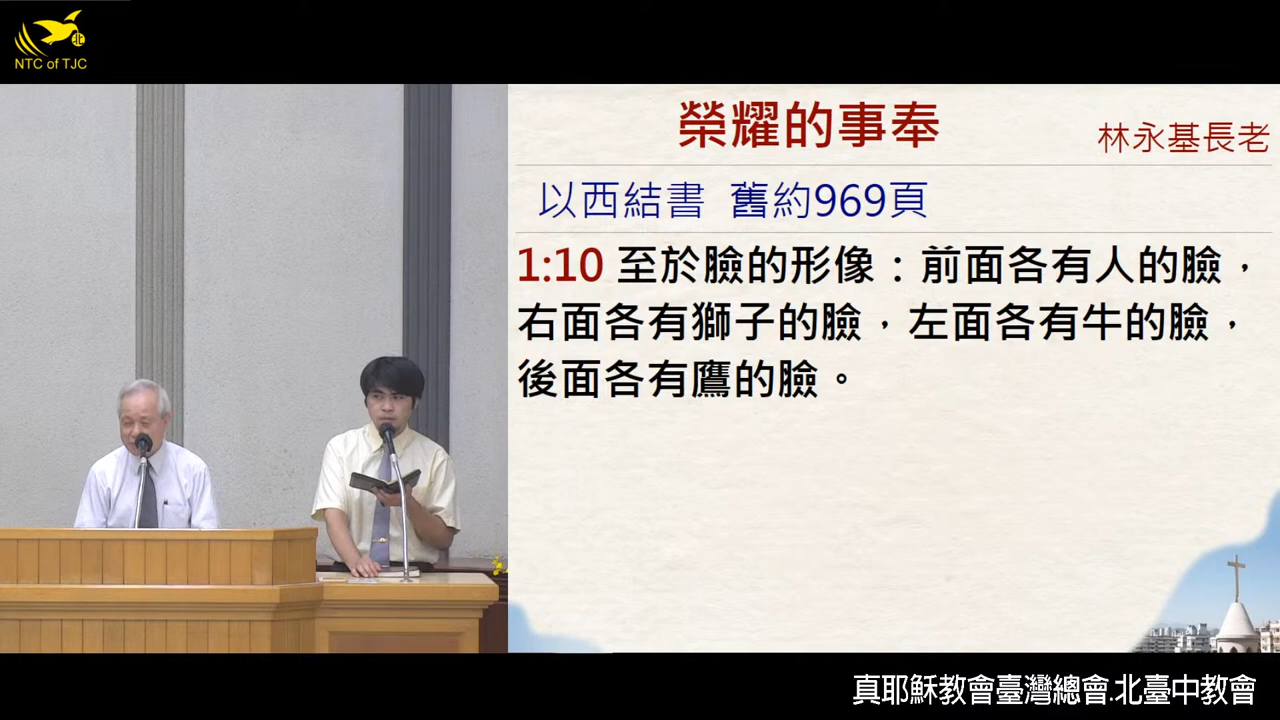 北
NTC of TJC
榮耀的事奉
林永基長老
以西結書 舊約969頁
1:10 至於臉的形像：前面各有人的臉，
右面各有獅子的臉，左面各有牛的臉，
後面各有鷹的臉。
真耶穌教會臺灣總會.北臺中教會